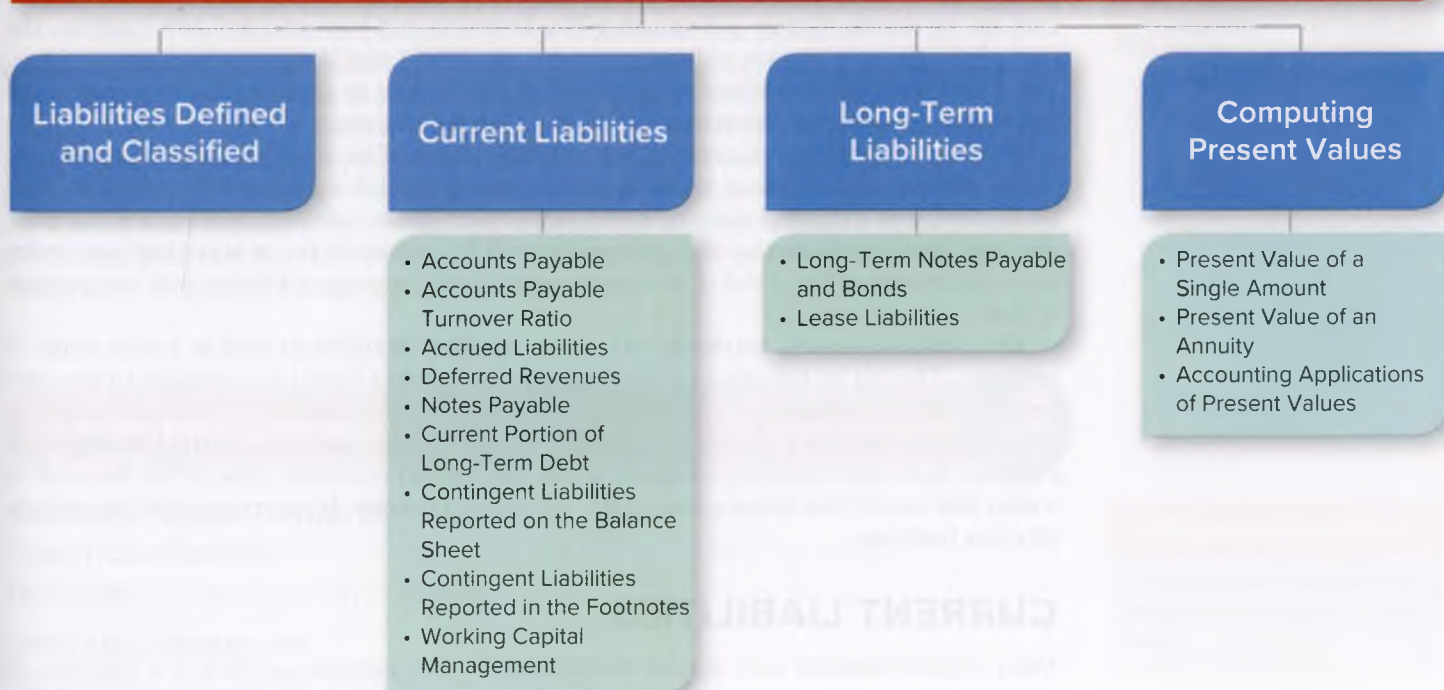 Liabilities Defined
and Classified
Current Liabilities
Long-Term
Liabilities
Computing
Present Values
• Accounts Payable
• Accounts Payable
Turnover Ratio
• Accrued Liabilities
• Deferred Revenues
• Notes Payable
• Current Portion of
Long-Term Debt
• Contingent Liabilities
Reported on the Balance
Sheet
• Contingent Liabilities
Reported in the Footnotes
• Working Capital
Management
• Long-Term Notes Payable
and Bonds
• Lease Liabilities
• Present Value of a
Single Amount
• Present Value of an
Annuity
• Accounting Applications
of Present Values
CURRENT LIABILITIES